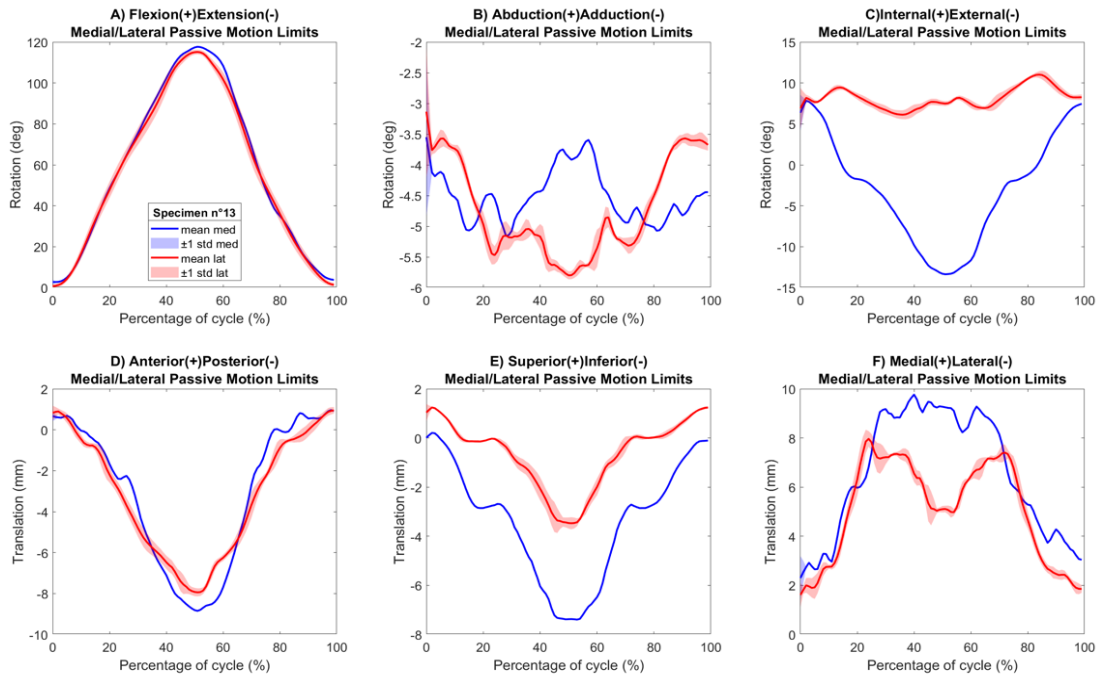 A) Flexion(+)Extension(-)
Medial/Lateral Passive Motion Limits
Rotation (deg)
120
100
80
60
40
20
0
Specimen n°13
mean med
±1 std med
mean lat
±1 std lat
0 20 40 60 80 100
Percentage of cycle (%)
B) Abduction(+)Adduction(-)
Medial/Lateral Passive Motion Limits
Rotation (deg)
-2
-2.5
-3
-3.5
-4
-4.5
-5
-5.5
-6
0 20 40 60 80 100
Percentage of cycle (%)
C)Internal(+)External(-)
Medial/Lateral Passive Motion Limits
Rotation (deg)
15
10
5
0
-5
-10
-15
0 20 40 60 80 100
Percentage of cycle (%)
D) Anterior(+)Posterior(-)
Medial/Lateral Passive Motion Limits
Translation (mm)
2
0
-2
-4
-6
-8
-10
0 20 40 60 80 100
Percentage of cycle (%)
E) Superior(+)Inferior(-)
Medial/Lateral Passive Motion Limits
Translation (mm)
2
0
-2
-4
-6
-8
0 20 40 60 80 100
Percentage of cycle (%)
F) Medial(+)Lateral(-)
Medial/Lateral Passive Motion Limits
Translation (mm)
10
8
6
4
2
0
0 20 40 60 80 100
Percentage of cycle (%)